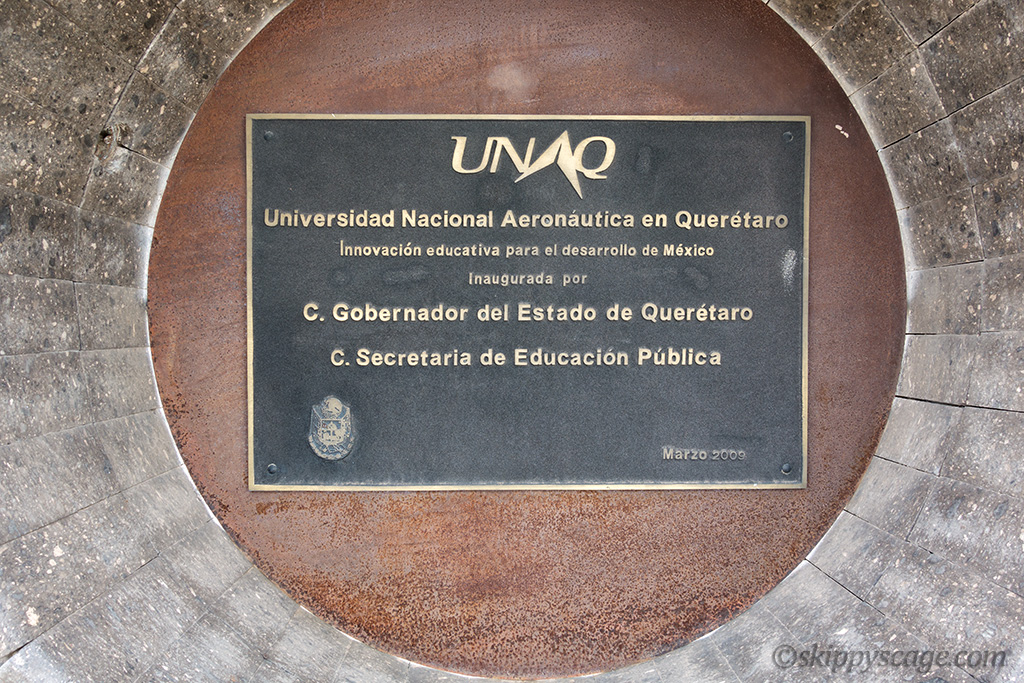 UNAQ
Universidad Nacional Aeronáutica en Querétaro
Innovación educativa para el desarrollo de México
Inaugurada por
C. Gobernador del Estado de Querétaro
C. Secretaria de Educación Pública
Marzo 2009
©skippyscage.com